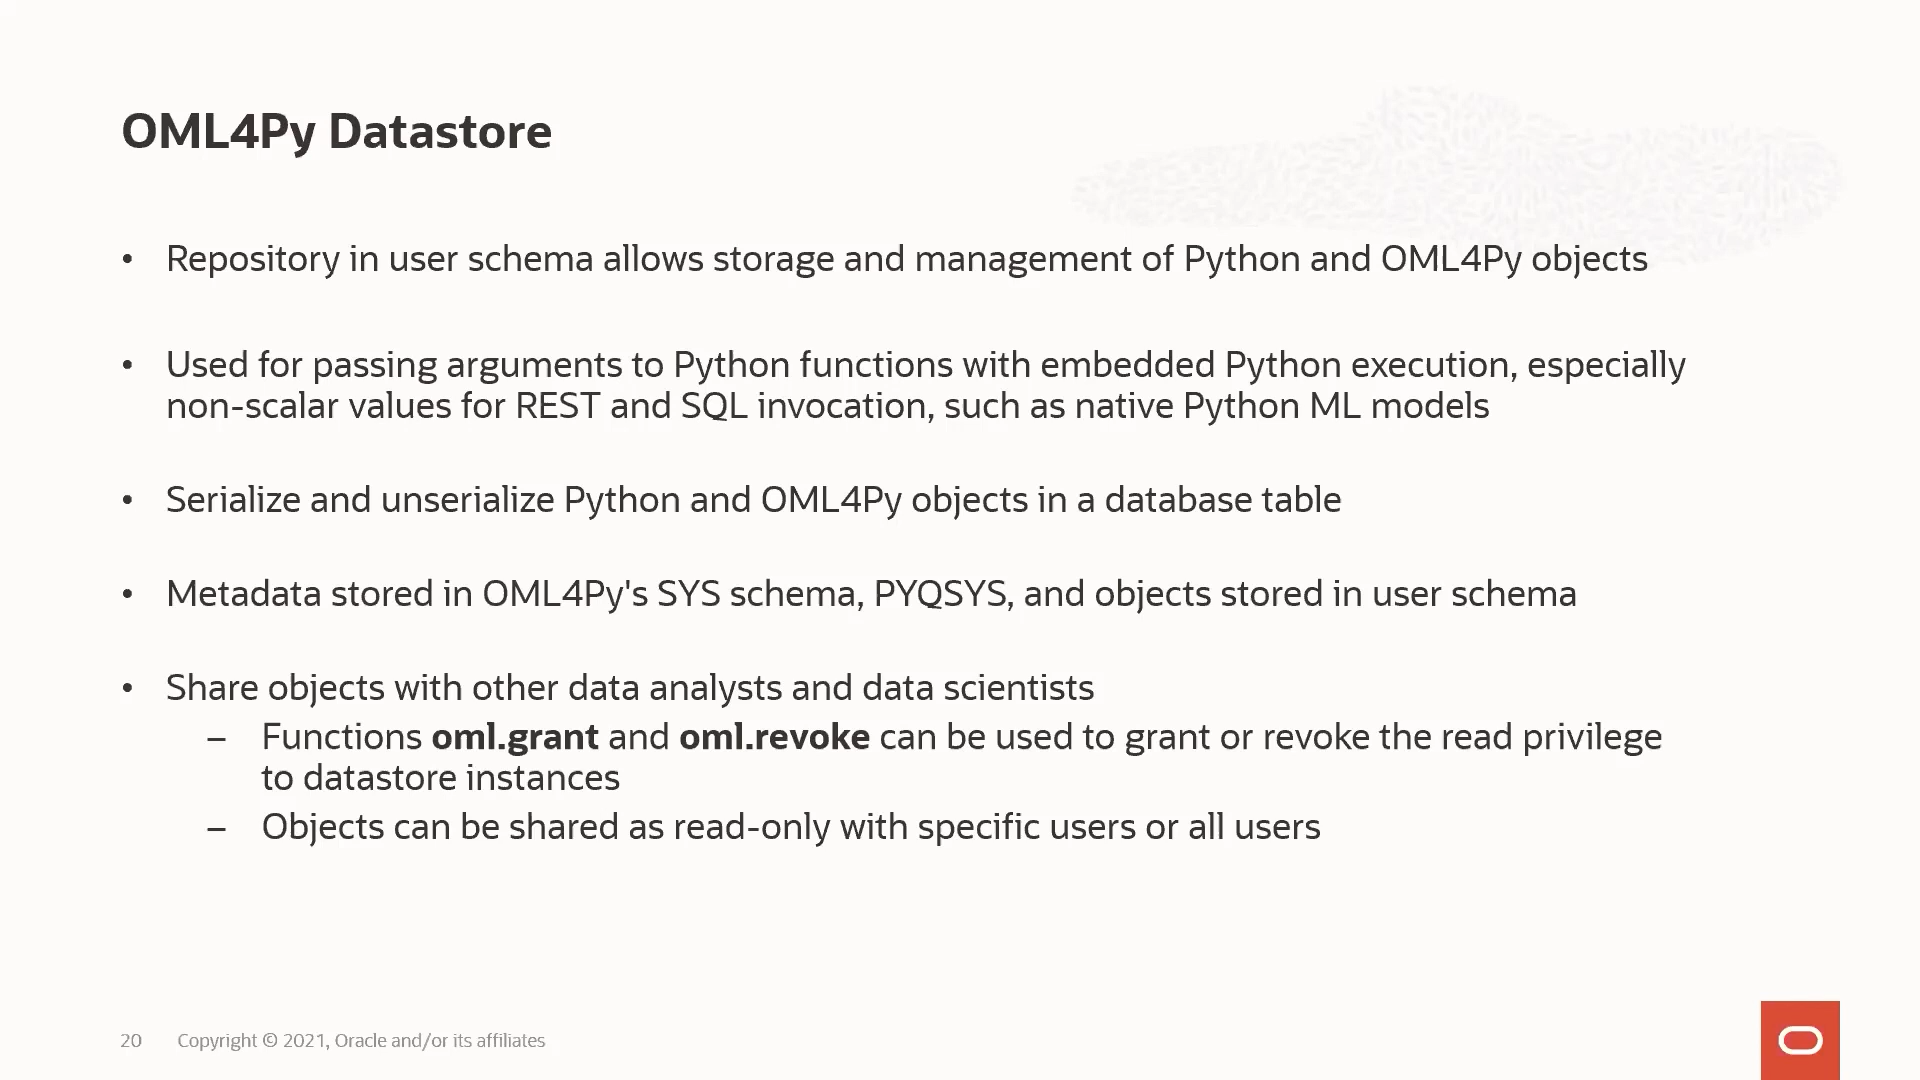 OML4Py Datastore
• Repository in user schema allows storage and management of Python and OML4Py objects
• Used for passing arguments to Python functions with embedded Python execution, especially
non-scalar values for REST and SQL invocation, such as native Python ML models
• Serialize and unserialize Python and OML4Py objects in a database table
• Metadata stored in OML4Py's SYS schema, PYQSYS, and objects stored in user schema
• Share objects with other data analysts and data scientists
– Functions oml.grant and oml.revoke can be used to grant or revoke the read privilege
to datastore instances
– Objects can be shared as read-only with specific users or all users
20 Copyright © 2021, Oracle and/or its affiliates